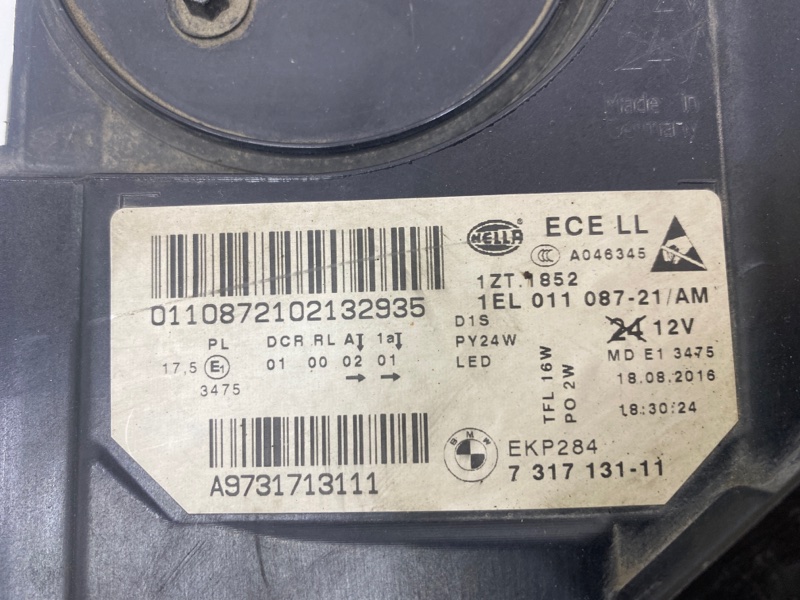 Made in
Germany
HELLA
ECE LL
CCC
A046345
1ZT.1852
1EL 011 087-21/AM
0110872102132935
D1S
24 12V
PL
DCR RL A 1a
PY24W
17,5 E1
01 00 02 01
LED
MD E1 3475
3475
TFL 16W
PO 2W
18.08.2016
18:30:24
BMW
EKP284
7 317 131-11
A9731713111